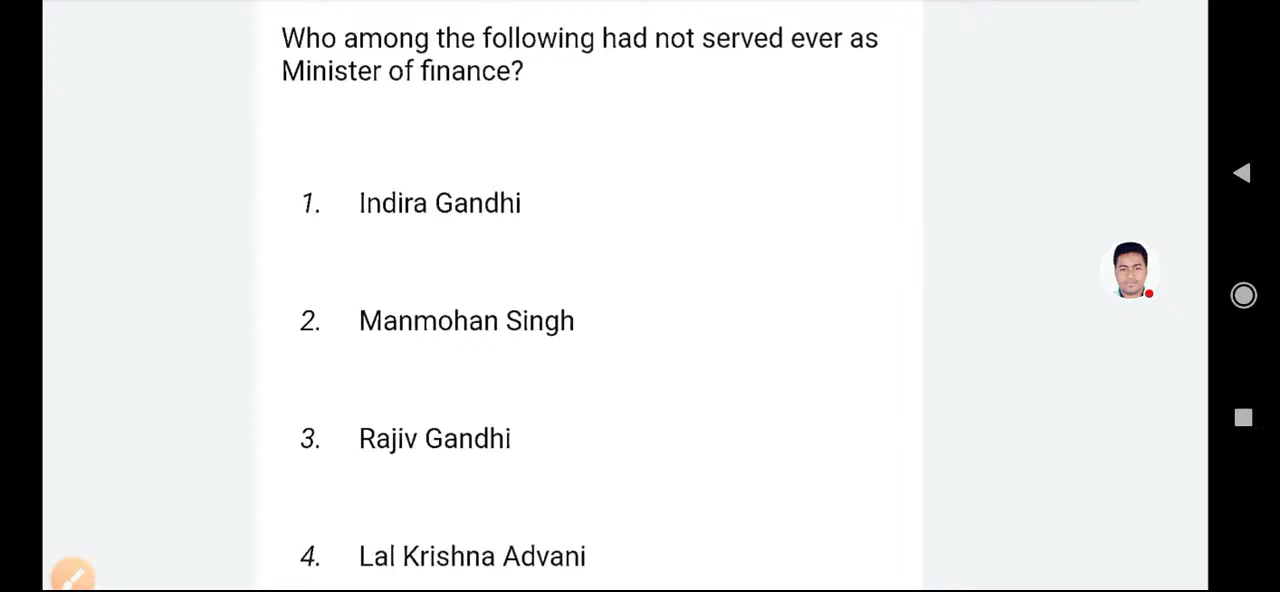 Who among the following had not served ever as
Minister of finance?
1. Indira Gandhi
2. Manmohan Singh
3. Rajiv Gandhi
4. Lal Krishna Advani